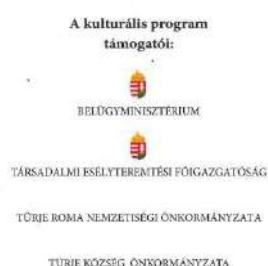 A kulturális program
támogatói:
BELÜGYMINISZTÉRIUM
TÁRSADALMI ESÉLYTEREMTÉSI FŐIGAZGATÓSÁG
TÜRJE ROMA NEMZETISÉGI ÖNKORMÁNYZATA
TÜRJE KÖZSÉG ÖNKORMÁNYZATA